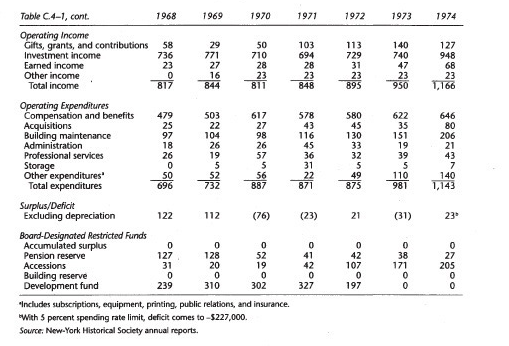 Table C.4–1, cont. 1968 1969 1970 1971 1972 1973 1974
Operating Income
Gifts, grants, and contributions 58 29 50 103 113 140 127
Investment income 736 771 710 694 729 740 948
Earned income 23 27 28 28 31 47 68
Other income 0 16 23 23 23 23 23
Total income 817 844 811 848 895 950 1,166
Operating Expenditures
Compensation and benefits 479 503 617 578 580 622 646
Acquisitions 25 22 27 43 45 35 80
Building maintenance 97 104 98 116 130 151 206
Administration 18 26 26 45 33 19 21
Professional services 26 19 57 36 32 39 43
Storage 0 5 5 31 5 5 7
Other expendituresª 50 52 56 22 49 110 140
Total expenditures 696 732 887 871 875 981 1,143
Surplus/Deficit
Excluding depreciation 122 112 (76) (23) 21 (31) 23ᵇ
Board-Designated Restricted Funds
Accumulated surplus 0 0 0 0 0 0 0
Pension reserve 127 128 52 41 42 38 27
Accessions 31 20 19 42 107 171 205
Building reserve 0 0 0 0 0 0 0
Development fund 239 310 302 327 197 0 0
ªIncludes subscriptions, equipment, printing, public relations, and insurance.
ᵇWith 5 percent spending rate limit, deficit comes to –$227,000.
Source: New-York Historical Society annual reports.